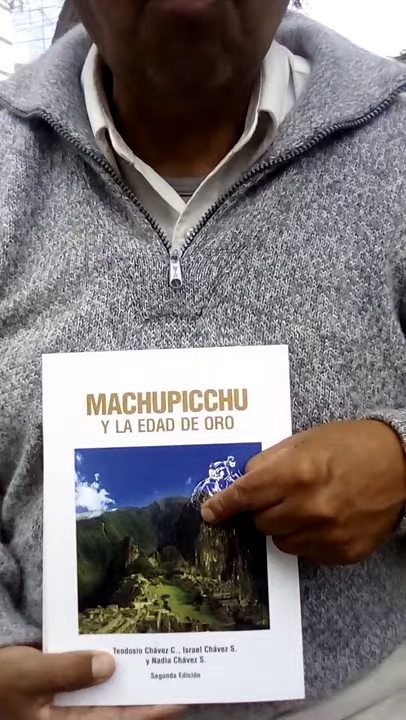 MACHUPICCHU
Y LA EDAD DE ORO
Teodosio Chávez C., Israel Chávez S.
y Nadia Chávez S.
Segunda Edición